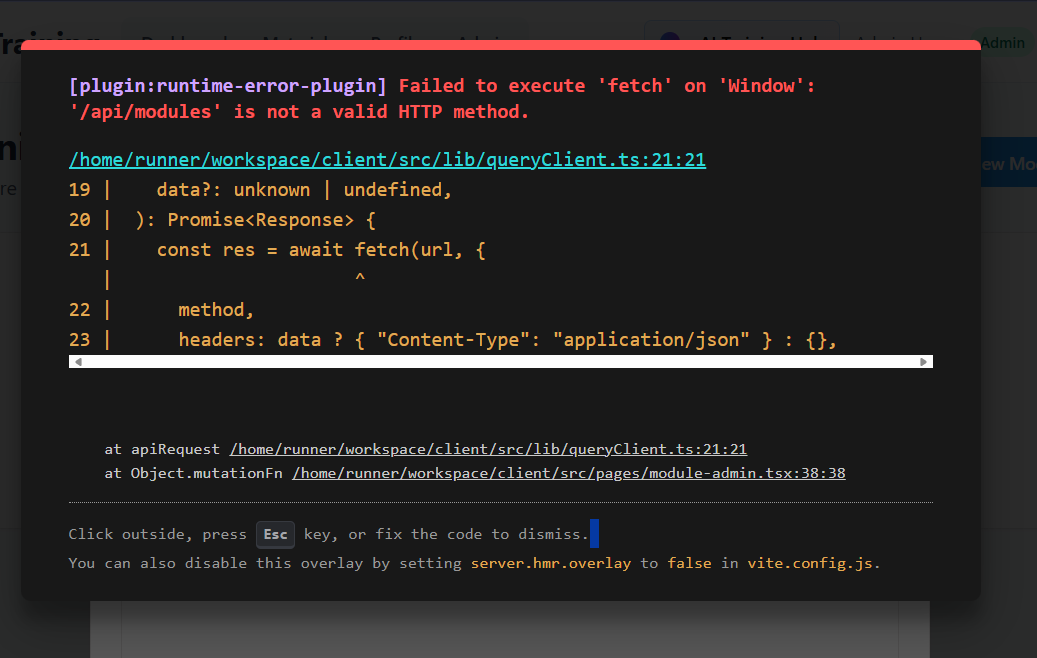 Admin
[plugin:runtime-error-plugin] Failed to execute 'fetch' on 'Window':
'/api/modules' is not a valid HTTP method.
/home/runner/workspace/client/src/lib/queryClient.ts:21:21
19 |    data?: unknown | undefined,
20 |  ): Promise<Response> {
21 |    const res = await fetch(url, {
   |                      ^
22 |      method,
23 |      headers: data ? { "Content-Type": "application/json" } : {},
at apiRequest /home/runner/workspace/client/src/lib/queryClient.ts:21:21
at Object.mutationFn /home/runner/workspace/client/src/pages/module-admin.tsx:38:38
Click outside, press Esc key, or fix the code to dismiss.
You can also disable this overlay by setting server.hmr.overlay to false in vite.config.js.